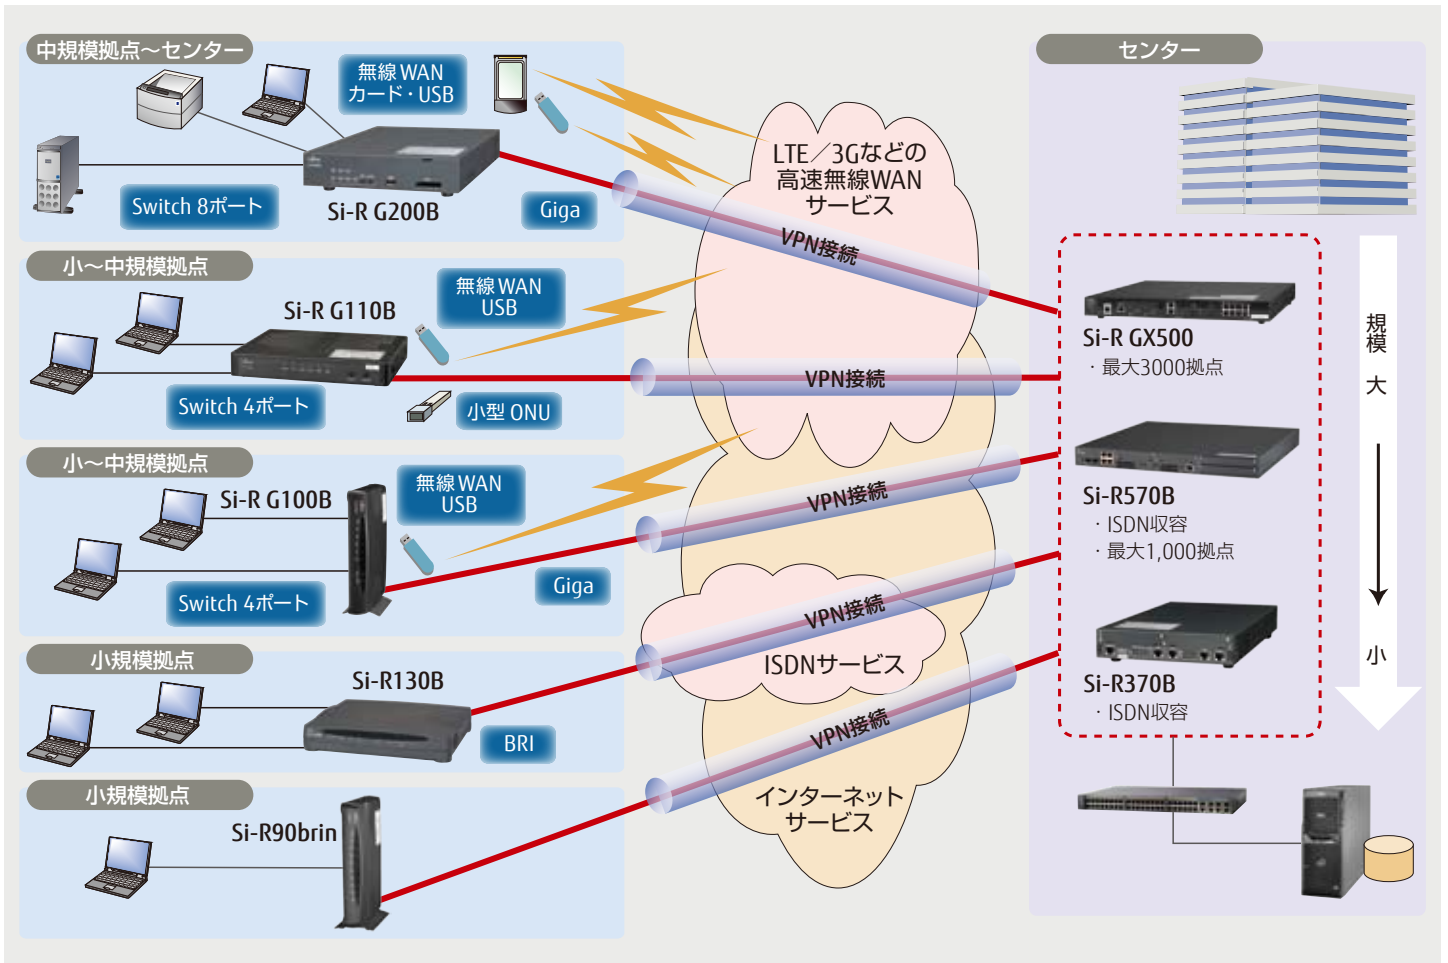 中規模拠点～センター
無線 WAN
カード・USB
Switch 8ポート
Si-R G200B
Giga
小～中規模拠点
Si-R G110B
無線 WAN
USB
Switch 4ポート
小型 ONU
小～中規模拠点
Si-R G100B
無線 WAN
USB
Switch 4ポート
Giga
小規模拠点
Si-R130B
BRI
小規模拠点
Si-R90brin
LTE／3Gなどの
高速無線WAN
サービス
VPN接続
VPN接続
VPN接続
VPN接続
ISDNサービス
VPN接続
インターネット
サービス
センター
Si-R GX500
・最大3000拠点
Si-R570B
・ISDN収容
・最大1,000拠点
Si-R370B
・ISDN収容
規模 大
小